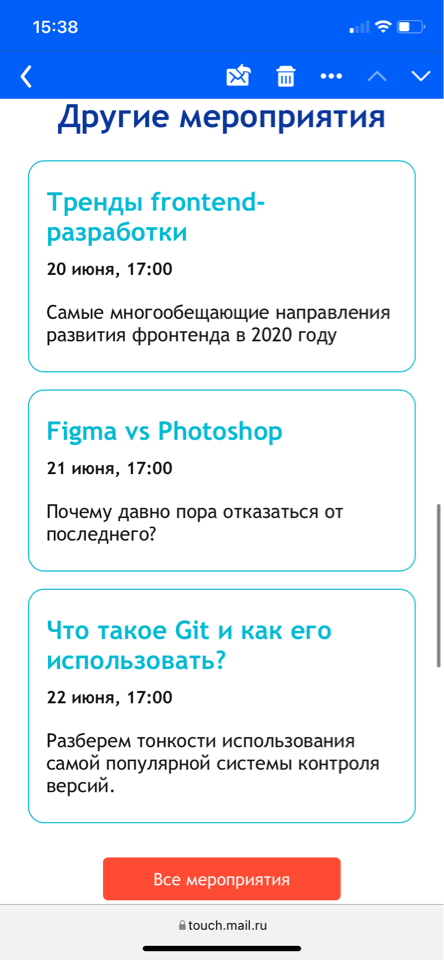 15:38
Другие мероприятия
Тренды frontend-
разработки
20 июня, 17:00
Самые многообещающие направления
развития фронтенда в 2020 году
Figma vs Photoshop
21 июня, 17:00
Почему давно пора отказаться от
последнего?
Что такое Git и как его
использовать?
22 июня, 17:00
Разберем тонкости использования
самой популярной системы контроля
версий.
Все мероприятия
touch.mail.ru